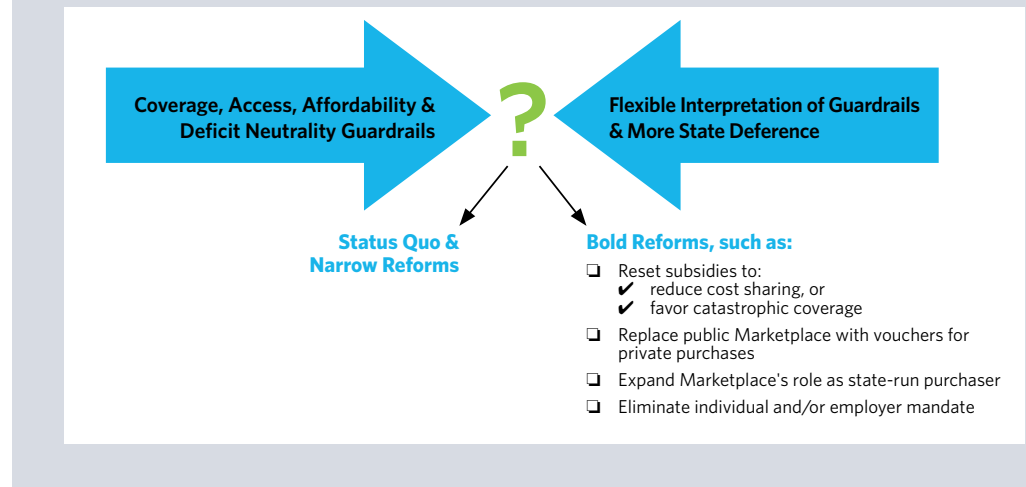 Coverage, Access, Affordability &
Deficit Neutrality Guardrails
?
Flexible Interpretation of Guardrails
& More State Deference
Status Quo &
Narrow Reforms
Bold Reforms, such as:
❏ Reset subsidies to:
✔ reduce cost sharing, or
✔ favor catastrophic coverage
❏ Replace public Marketplace with vouchers for
private purchases
❏ Expand Marketplace's role as state-run purchaser
❏ Eliminate individual and/or employer mandate